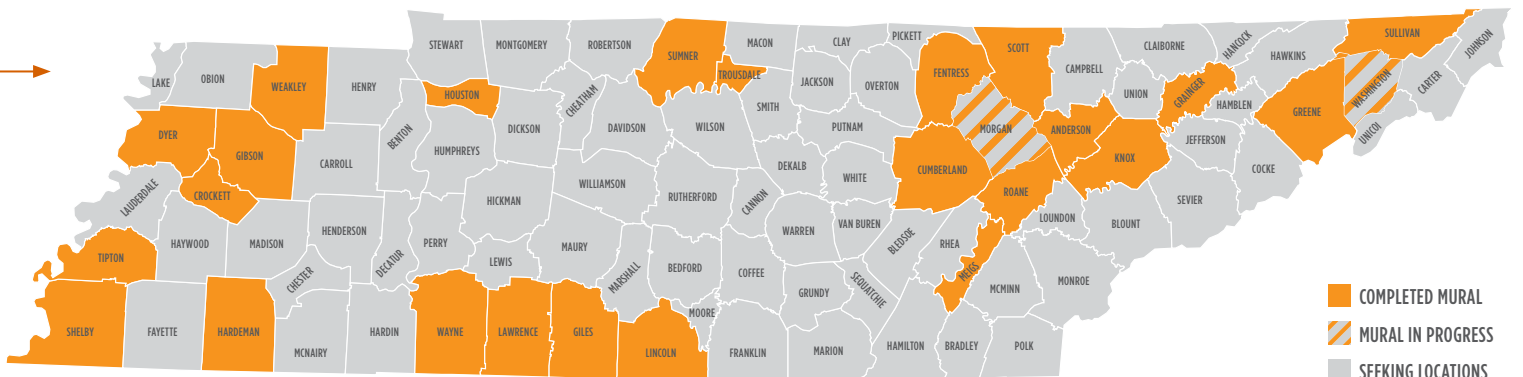 LAKE
OBION
WEAKLEY
HENRY
STEWART
MONTGOMERY
ROBERTSON
SUMNER
TROUSDALE
MACON
CLAY
PICKETT
FENTRESS
SCOTT
CAMPBELL
CLAIBORNE
HANCOCK
HAWKINS
SULLIVAN
JOHNSON
CARTER
WASHINGTON
UNICOI
GREENE
HAMBLEN
GRAINGER
UNION
JACKSON
OVERTON
SMITH
HOUSTON
BENTON
HUMPHREYS
DICKSON
CHEATHAM
DAVIDSON
WILSON
PUTNAM
MORGAN
ANDERSON
KNOX
JEFFERSON
COCKE
SEVIER
DYER
GIBSON
CARROLL
CROCKETT
LAUDERDALE
HAYWOOD
MADISON
HENDERSON
DECATUR
PERRY
HICKMAN
WILLIAMSON
RUTHERFORD
CANNON
DEKALB
WHITE
CUMBERLAND
ROANE
LOUNDON
BLOUNT
TIPTON
CHESTER
LEWIS
MAURY
MARSHALL
BEDFORD
COFFEE
WARREN
VAN BUREN
BLEDSOE
RHEA
MEIGS
MCMINN
MONROE
SHELBY
FAYETTE
HARDEMAN
MCNAIRY
HARDIN
WAYNE
LAWRENCE
GILES
LINCOLN
MOORE
FRANKLIN
GRUNDY
SEQUATCHIE
MARION
HAMILTON
BRADLEY
POLK
COMPLETED MURAL
MURAL IN PROGRESS
SEEKING LOCATIONS